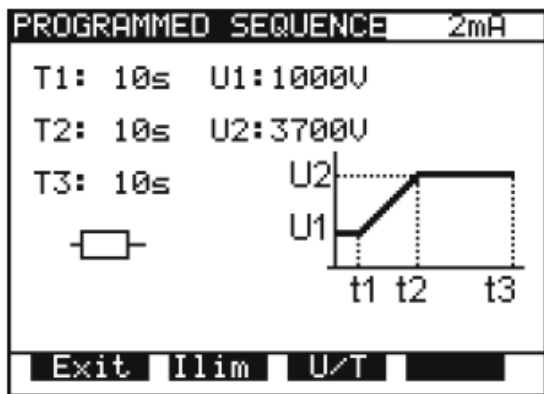 PROGRAMMED SEQUENCE 2mA
T1: 10s U1:1000V
T2: 10s U2:3700V
T3: 10s
U2
U1
t1 t2 t3
Exit Ilim U/T